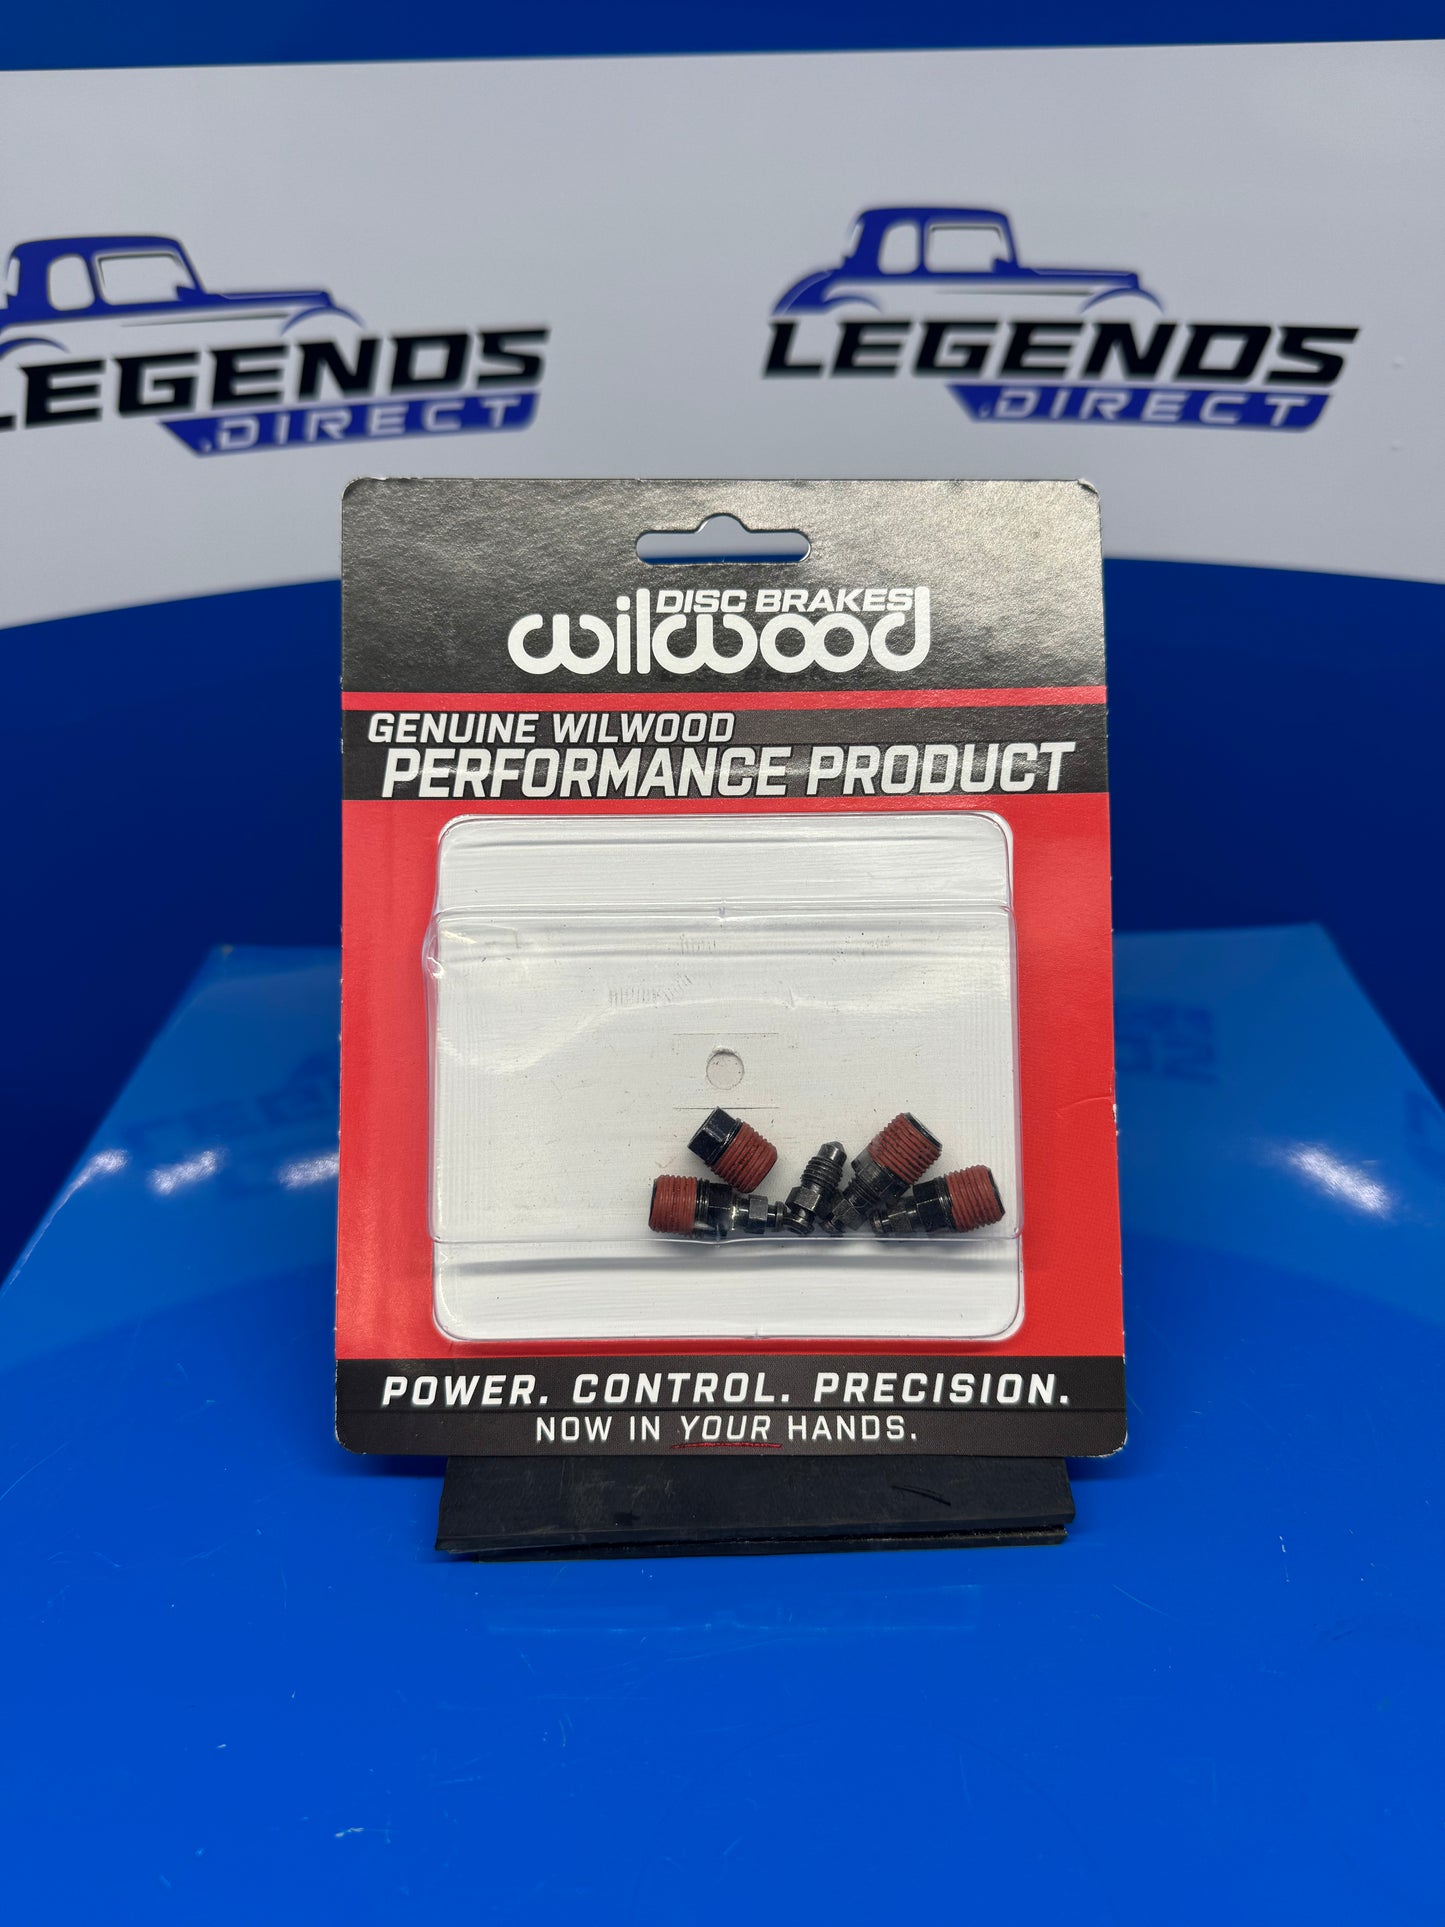 LEGENDS
DIRECT
LEGENDS
DIRECT
DISC BRAKES
wilwood
GENUINE WILWOOD
PERFORMANCE PRODUCT
POWER. CONTROL. PRECISION.
NOW IN YOUR HANDS.